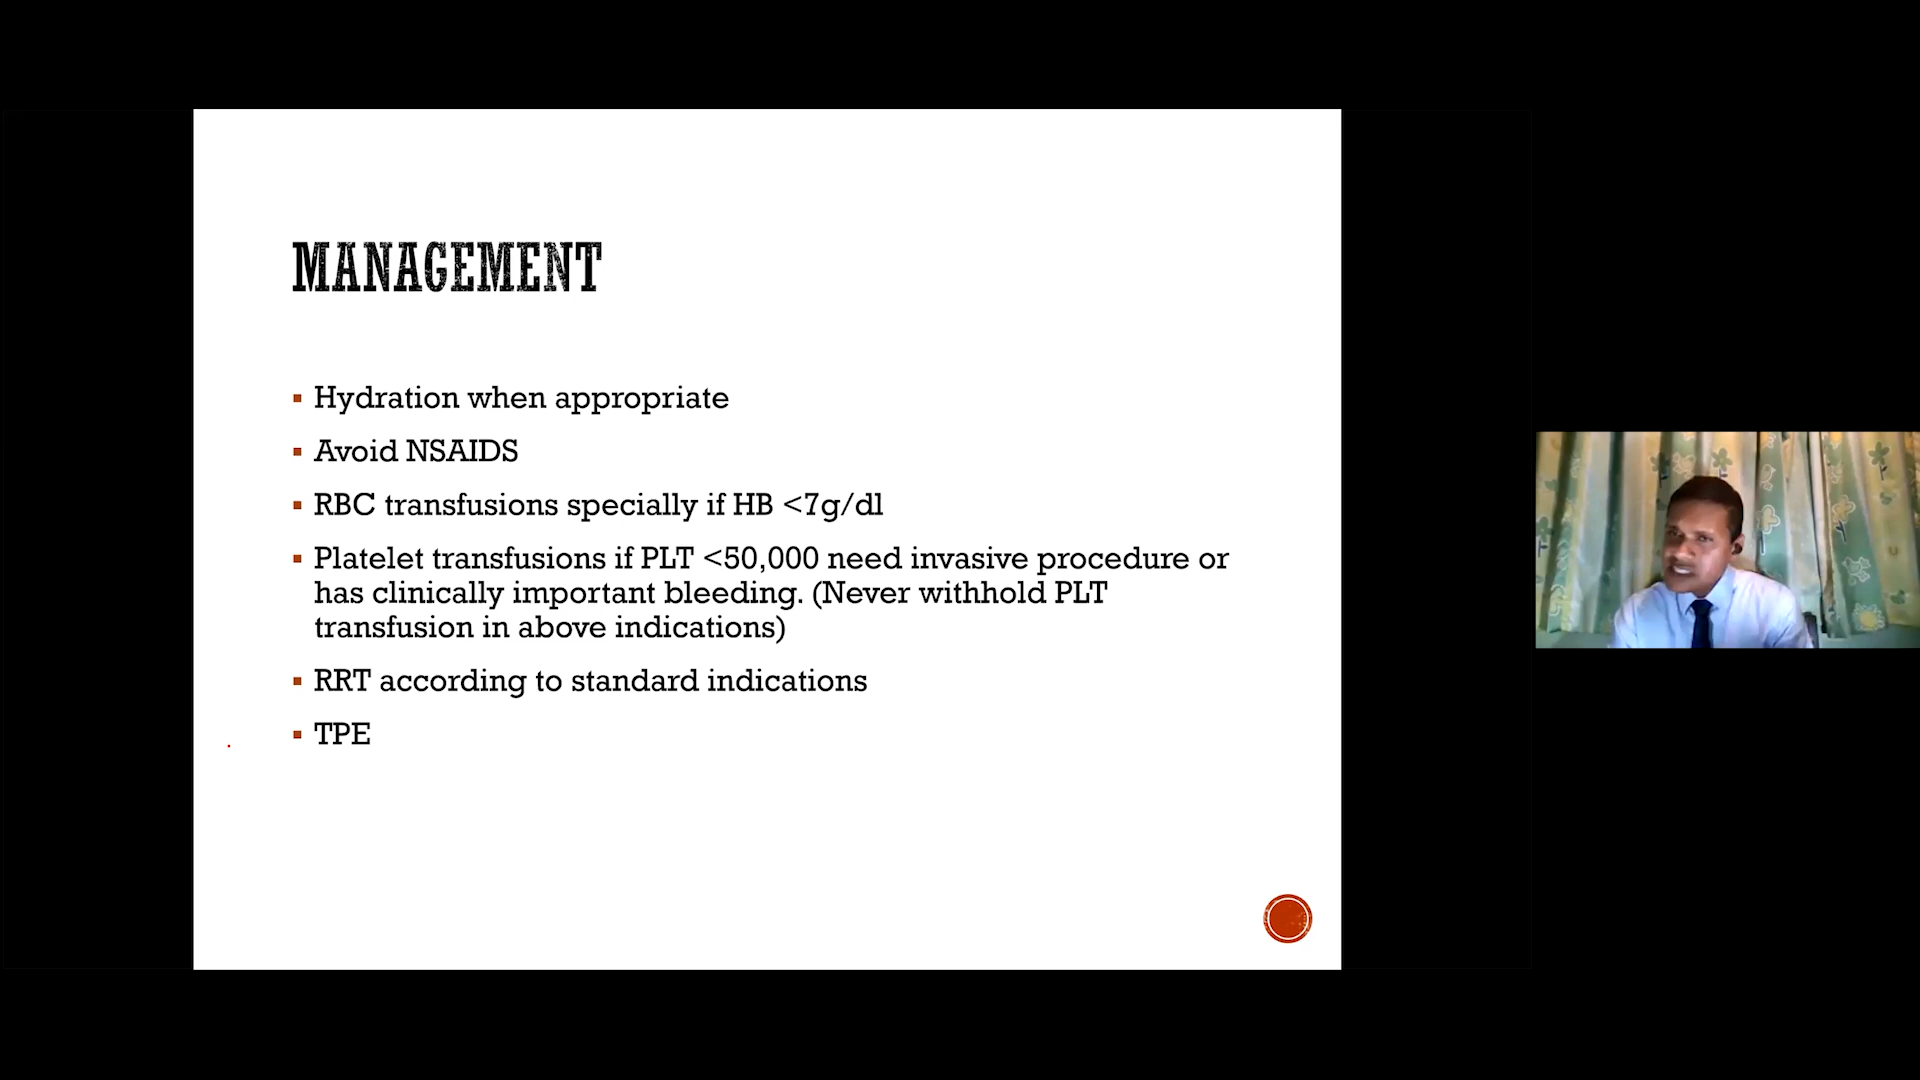 MANAGEMENT
▪ Hydration when appropriate
▪ Avoid NSAIDS
▪ RBC transfusions specially if HB <7g/dl
▪ Platelet transfusions if PLT <50,000 need invasive procedure or
has clinically important bleeding. (Never withhold PLT
transfusion in above indications)
▪ RRT according to standard indications
▪ TPE